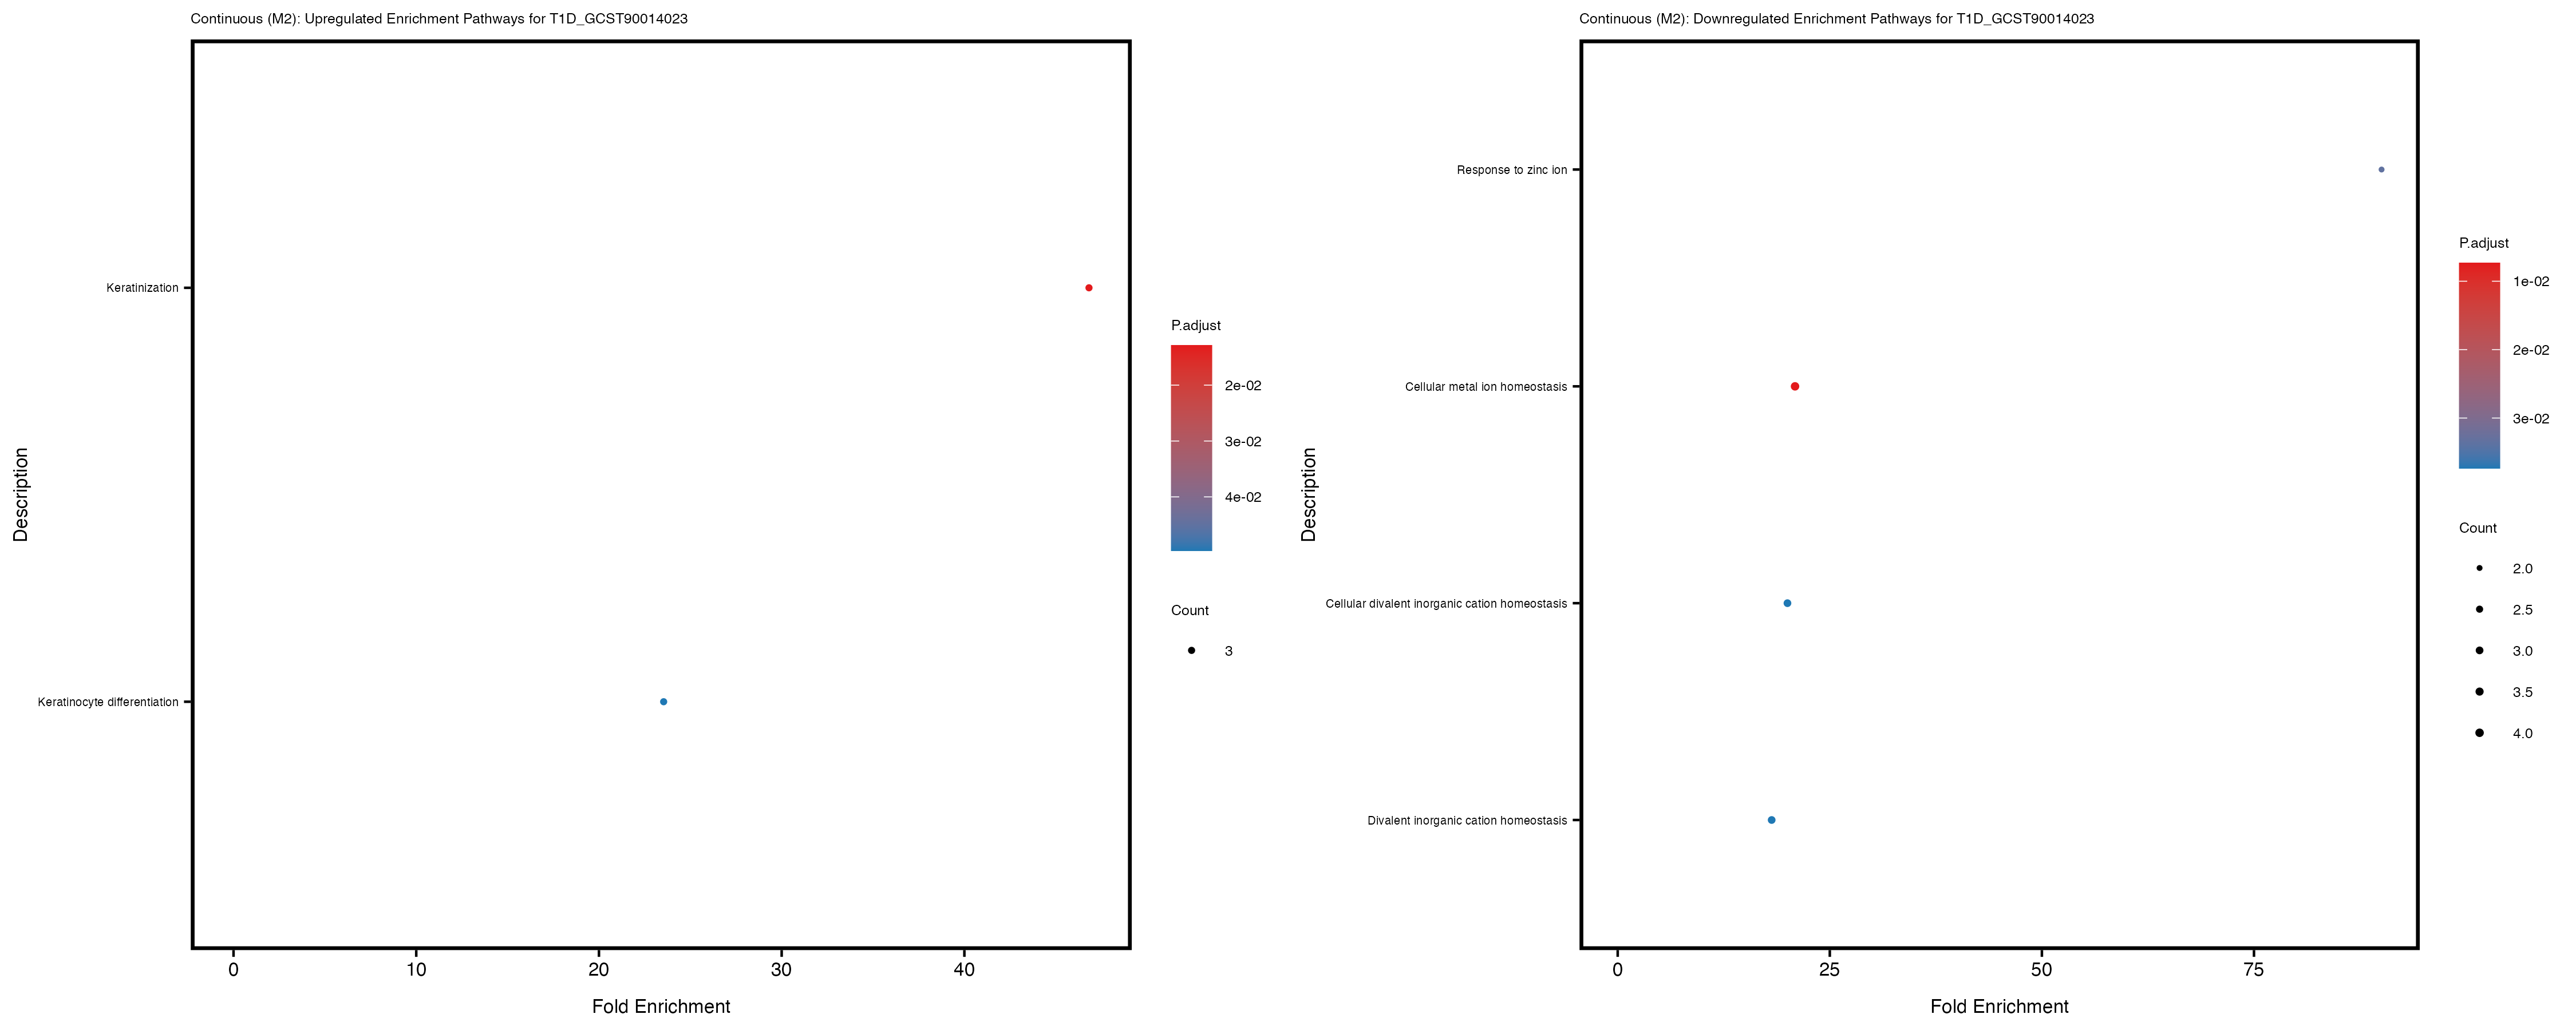 Continuous (M2): Upregulated Enrichment Pathways for T1D_GCST90014023
Description
Keratinization
Keratinocyte differentiation
0 10 20 30 40
Fold Enrichment
P.adjust
2e-02
3e-02
4e-02
Count
3
Continuous (M2): Downregulated Enrichment Pathways for T1D_GCST90014023
Description
Response to zinc ion
Cellular metal ion homeostasis
Cellular divalent inorganic cation homeostasis
Divalent inorganic cation homeostasis
0 25 50 75
Fold Enrichment
P.adjust
1e-02
2e-02
3e-02
Count
2.0
2.5
3.0
3.5
4.0